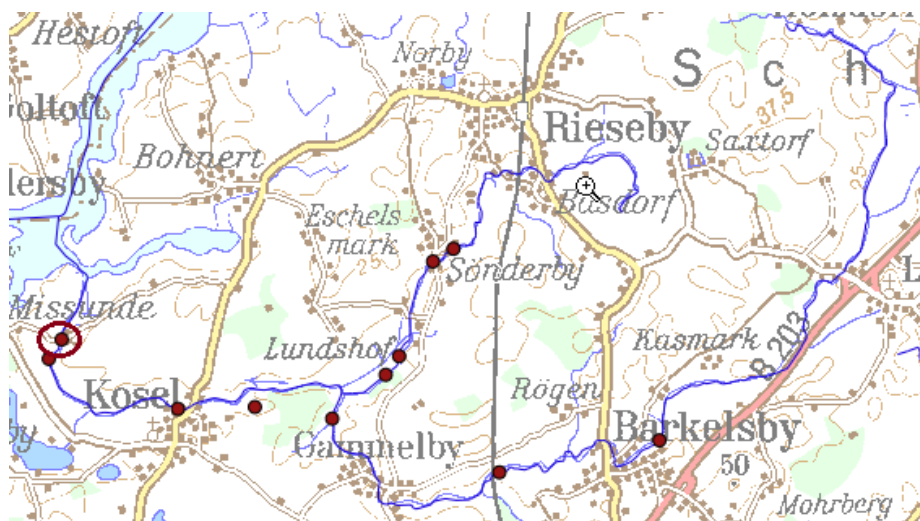 Hestoft
Norby
S c h
37,5
Goltoft
Rieseby
Saxtorf
Bohnert
Basdorf
Eschels
mark
25
Sönderby
Missunde
Lundshof
Kasmark
B 203
Rögen
Kosel
Gammelby
Barkelsby
50
Mohrberg